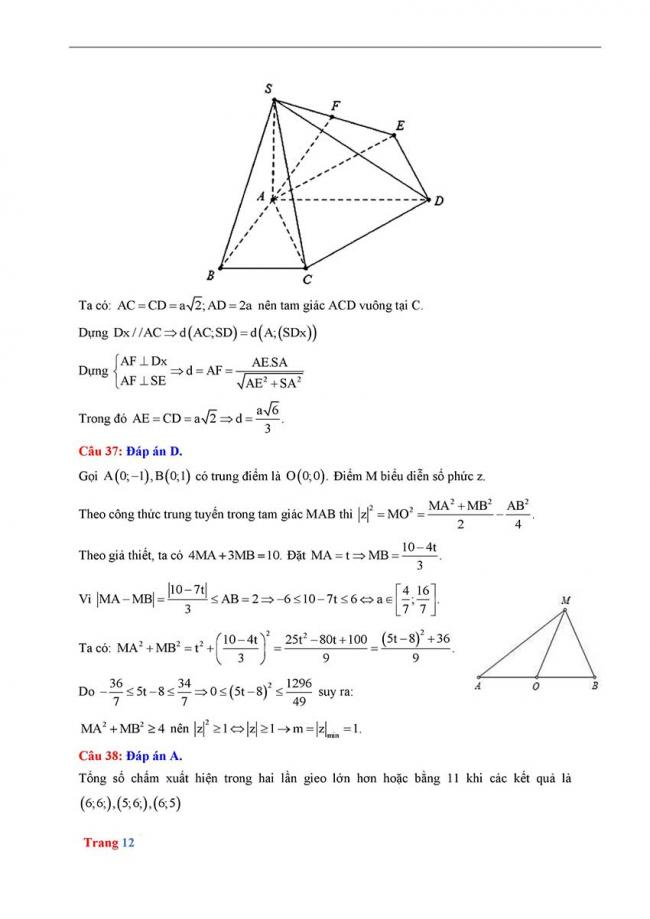 S
F
E
A
D
B
C
Ta có: AC = CD = a√2; AD = 2a nên tam giác ACD vuông tại C.
Dựng Dx//AC ⇒ d(AC;SD) = d(A;(SDx))
Dựng {AF ⊥ Dx; AF ⊥ SE ⇒ d = AF = AE.SA / √(AE² + SA²)
Trong đó AE = CD = a√2 ⇒ d = a√6/3.
Câu 37: Đáp án D.
Gọi A(0;−1), B(0;1) có trung điểm là O(0;0). Điểm M biểu diễn số phức z.
Theo công thức trung tuyến trong tam giác MAB thì |z|² = MO² = (MA² + MB²)/2 − AB²/4.
Theo giả thiết, ta có 4MA + 3MB = 10. Đặt MA = t ⇒ MB = (10 − 4t)/3.
Vì |MA − MB| = |10 − 7t|/3 ≤ AB = 2 ⇒ −6 ≤ 10 − 7t ≤ 6 ⇔ a ∈ [4/7; 16/7].
Ta có: MA² + MB² = t² + ((10 − 4t)/3)² = (25t² − 80t + 100)/9 = ((5t − 8)² + 36)/9.
Do −36/7 ≤ 5t − 8 ≤ 34/7 ⇒ 0 ≤ (5t − 8)² ≤ 1296/49 suy ra:
MA² + MB² ≥ 4 nên |z|² ≥ 1 ⇔ |z| ≥ 1 → m = |z|min = 1.
M
A
O
B
Câu 38: Đáp án A.
Tổng số chấm xuất hiện trong hai lần gieo lớn hơn hoặc bằng 11 khi các kết quả là
(6;6;),(5;6;),(6;5)
Trang 12